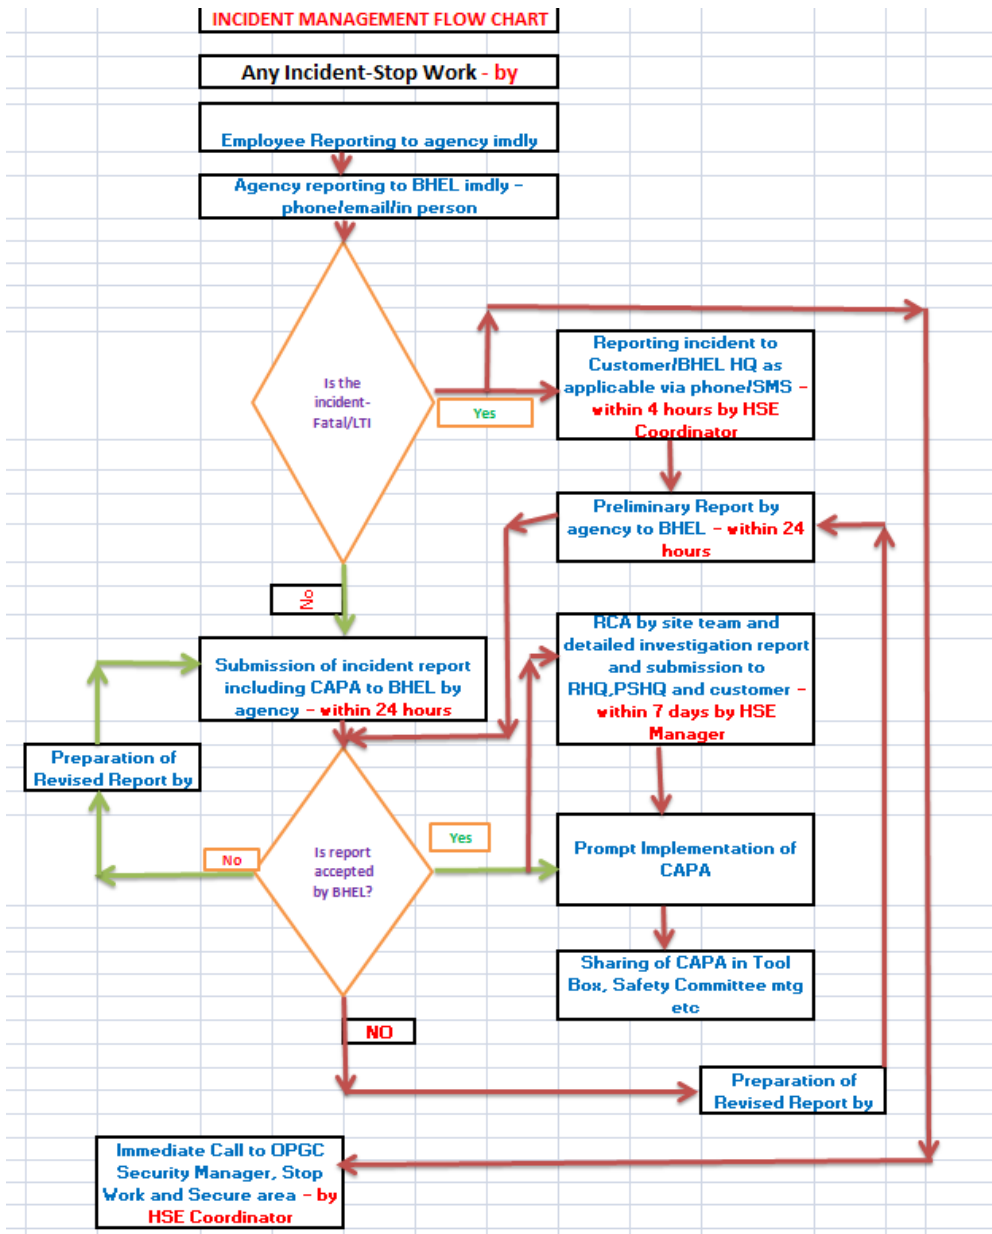 INCIDENT MANAGEMENT FLOW CHART
Any Incident-Stop Work - by
Employee Reporting to agency imdly
Agency reporting to BHEL imdly -
phone/email/in person
Is the
incident-
Fatal/LTI
Yes
Reporting incident to
Customer/BHEL HQ as
applicable via phone/SMS -
within 4 hours by HSE
Coordinator
Preliminary Report by
agency to BHEL - within 24
hours
No
Submission of incident report
including CAPA to BHEL by
agency - within 24 hours
RCA by site team and
detailed investigation report
and submission to
RHQ,PSHQ and customer -
within 7 days by HSE
Manager
Preparation of
Revised Report by
No
Is report
accepted
by BHEL?
Yes
Prompt Implementation of
CAPA
Sharing of CAPA in Tool
Box, Safety Committee mtg
etc
NO
Preparation of
Revised Report by
Immediate Call to OPGC
Security Manager, Stop
Work and Secure area - by
HSE Coordinator